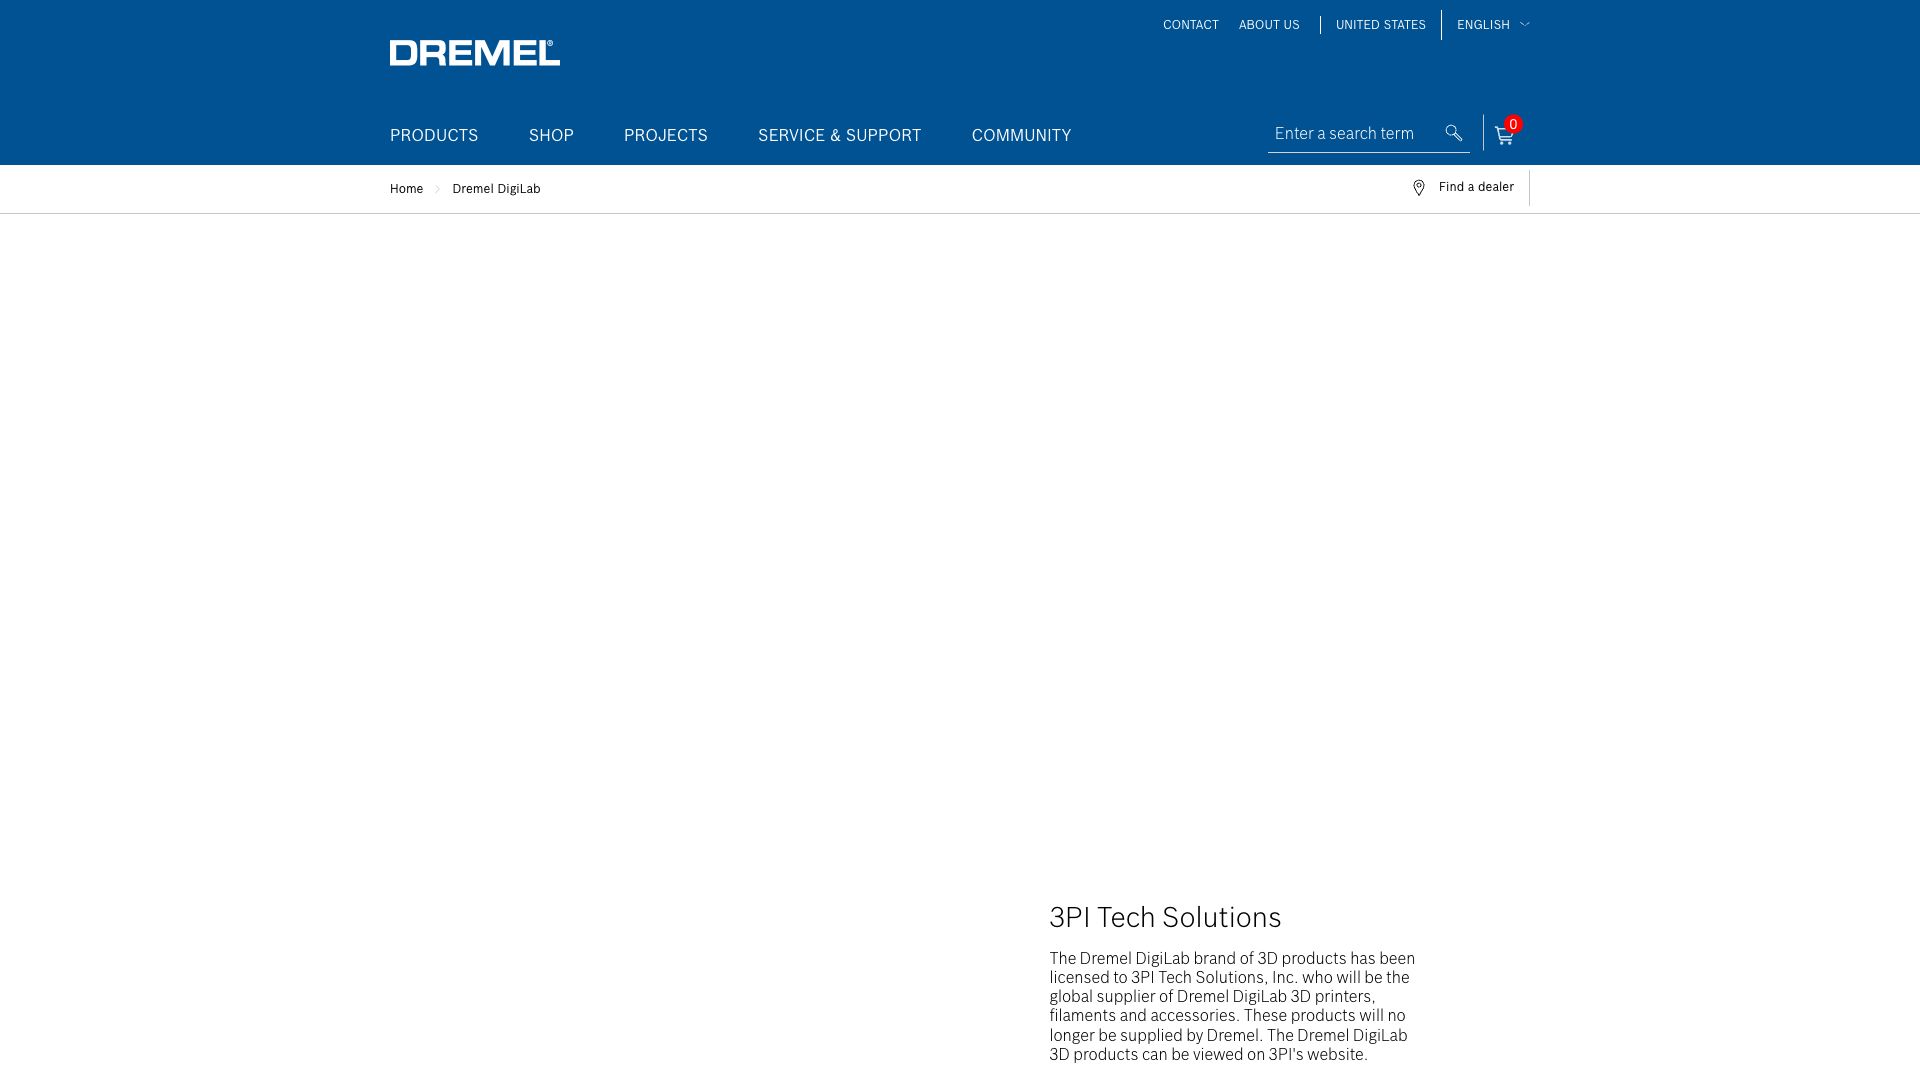 CONTACT ABOUT US UNITED STATES ENGLISH
DREMEL®
PRODUCTS SHOP PROJECTS SERVICE & SUPPORT COMMUNITY Enter a search term 0
Home Dremel DigiLab Find a dealer
3PI Tech Solutions
The Dremel DigiLab brand of 3D products has been
licensed to 3PI Tech Solutions, Inc. who will be the
global supplier of Dremel DigiLab 3D printers,
filaments and accessories. These products will no
longer be supplied by Dremel. The Dremel DigiLab
3D products can be viewed on 3PI's website.